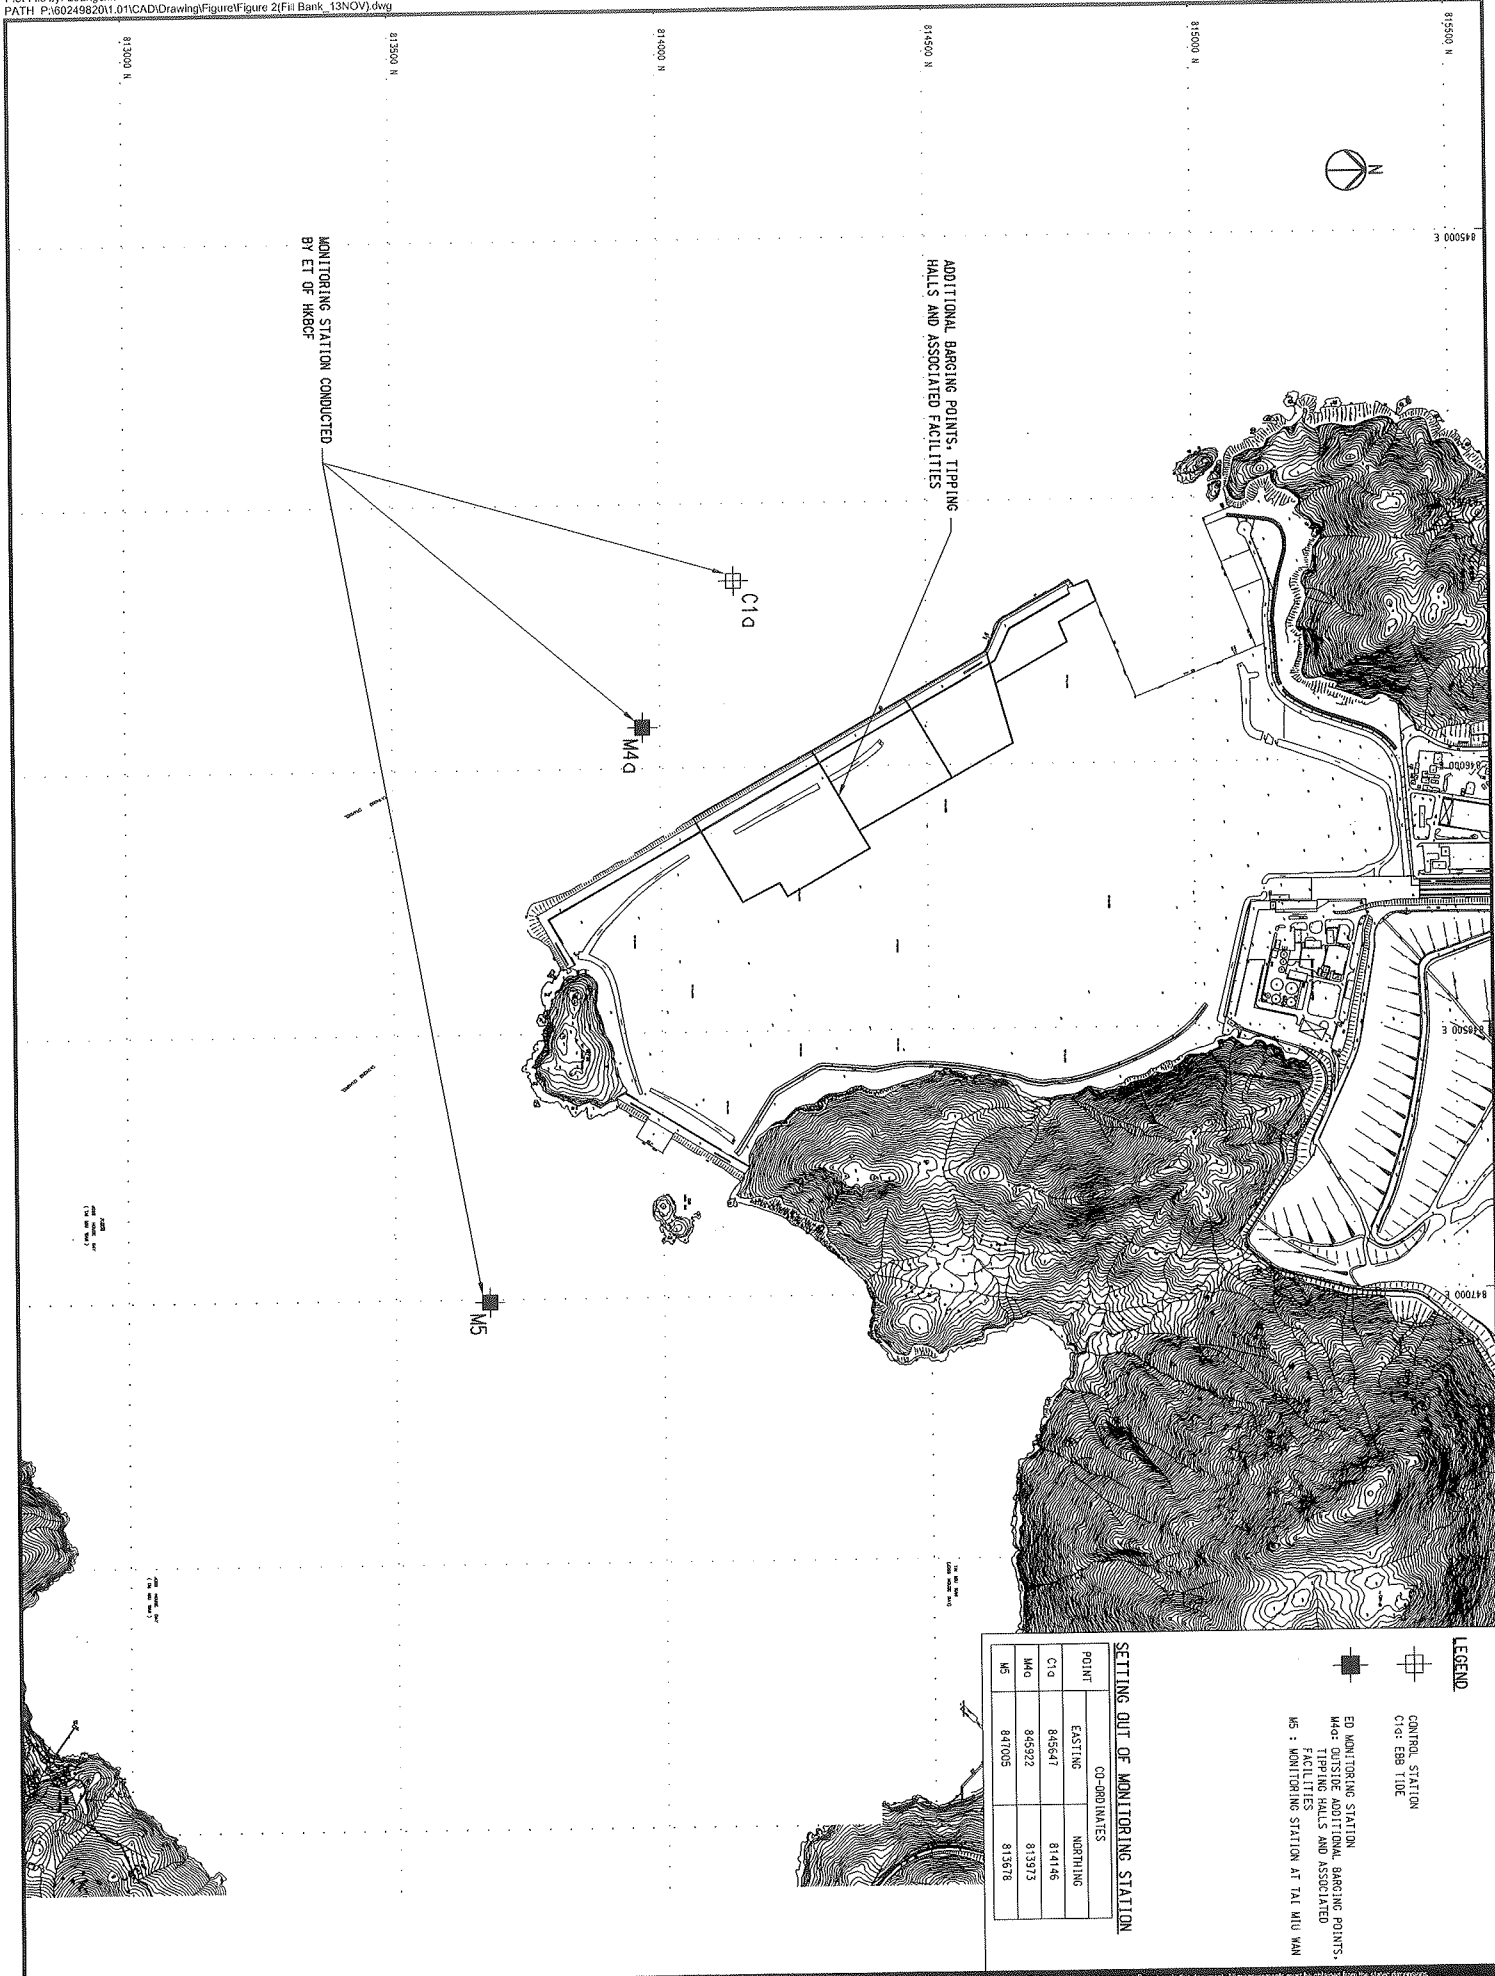 PATH P:\60249820\1.01\CAD\Drawing\Figure\Figure 2(Fill Bank_13NOV).dwg
813000 N
813500 N
814000 N
814500 N
815000 N
815500 N
N
845000 E
846000 E
846500 E
847000 E
MONITORING STATION CONDUCTED
BY ET OF HKBCF
ADDITIONAL BARGING POINTS, TIPPING
HALLS AND ASSOCIATED FACILITIES
C1a
M4a
M5
LEGEND
CONTROL STATION
C1a: EBB TIDE
ED MONITORING STATION
M4a: OUTSIDE ADDITIONAL BARGING POINTS,
TIPPING HALLS AND ASSOCIATED
FACILITIES
M5 : MONITORING STATION AT TAI MIU WAN
SETTING OUT OF MONITORING STATION
POINT CO-ORDINATES
EASTING NORTHING
C1a 845647 814146
M4a 845922 813973
M5 847005 813678